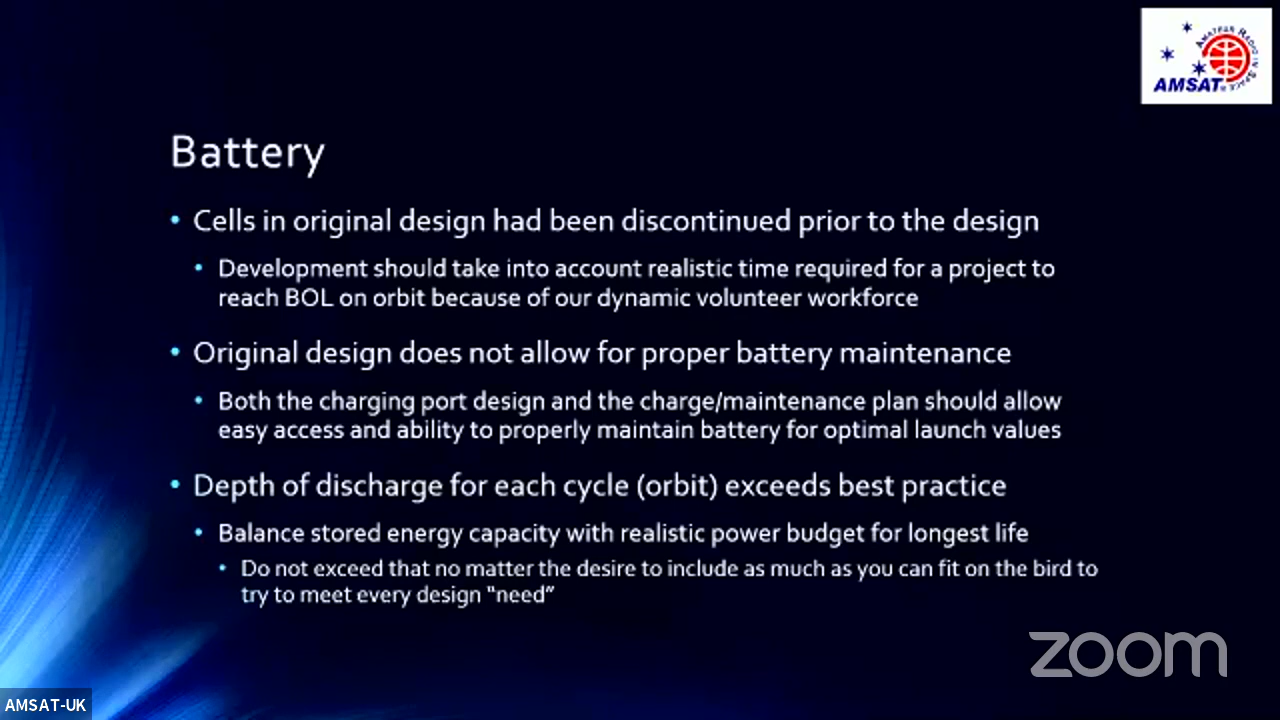 AMATEUR RADIO IN SPACE
AMSAT®
Battery
• Cells in original design had been discontinued prior to the design
• Development should take into account realistic time required for a project to
reach BOL on orbit because of our dynamic volunteer workforce
• Original design does not allow for proper battery maintenance
• Both the charging port design and the charge/maintenance plan should allow
easy access and ability to properly maintain battery for optimal launch values
• Depth of discharge for each cycle (orbit) exceeds best practice
• Balance stored energy capacity with realistic power budget for longest life
• Do not exceed that no matter the desire to include as much as you can fit on the bird to
try to meet every design "need"
zoom
AMSAT-UK